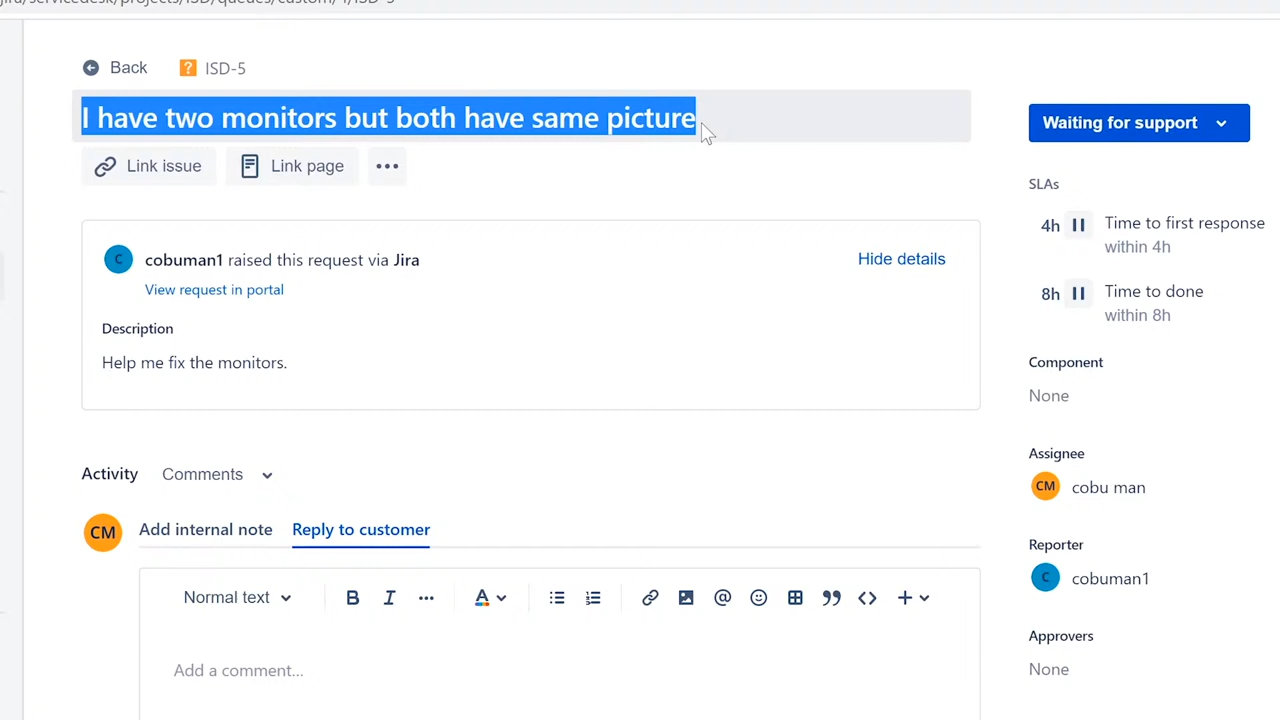 Back
ISD-5
I have two monitors but both have same picture
Link issue
Link page
Waiting for support
SLAs
4h
Time to first response
within 4h
8h
Time to done
within 8h
C
cobuman1 raised this request via Jira
Hide details
View request in portal
Description
Help me fix the monitors.
Component
None
Assignee
CM
cobu man
Reporter
C
cobuman1
Approvers
None
Activity
Comments
CM
Add internal note
Reply to customer
Normal text
B
I
A
Add a comment...